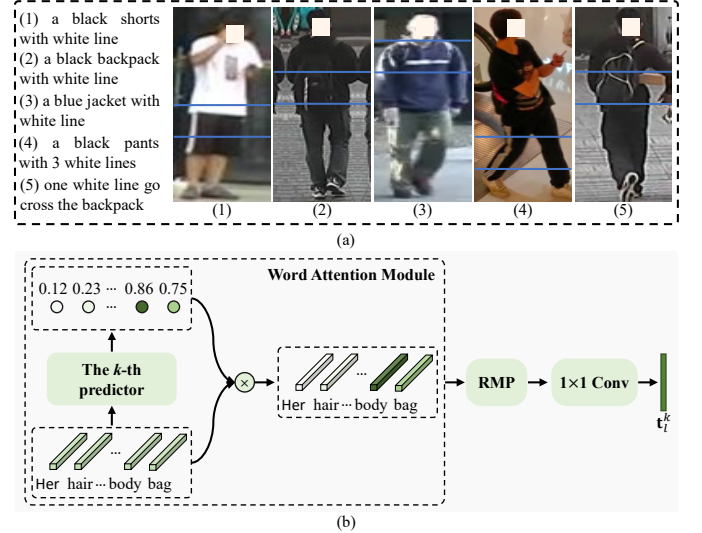 (1) a black shorts
with white line
(2) a black backpack
with white line
(3) a blue jacket with
white line
(4) a black pants
with 3 white lines
(5) one white line go
cross the backpack
(1) (2) (3) (4) (5)
(a)
Word Attention Module
0.12 0.23 ··· 0.86 0.75
...
The k-th
predictor
×
...
Her hair ··· body bag
RMP
1×1 Conv
t_l^k
...
Her hair ··· body bag
(b)